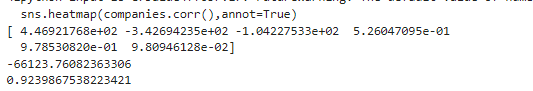 sns.heatmap(companies.corr(),annot=True)
[ 4.46921768e+02 -3.42694235e+02 -1.04227533e+02 5.26047095e-01
9.78530820e-01 9.80946128e-02]
-66123.76082363306
0.9239867538223421